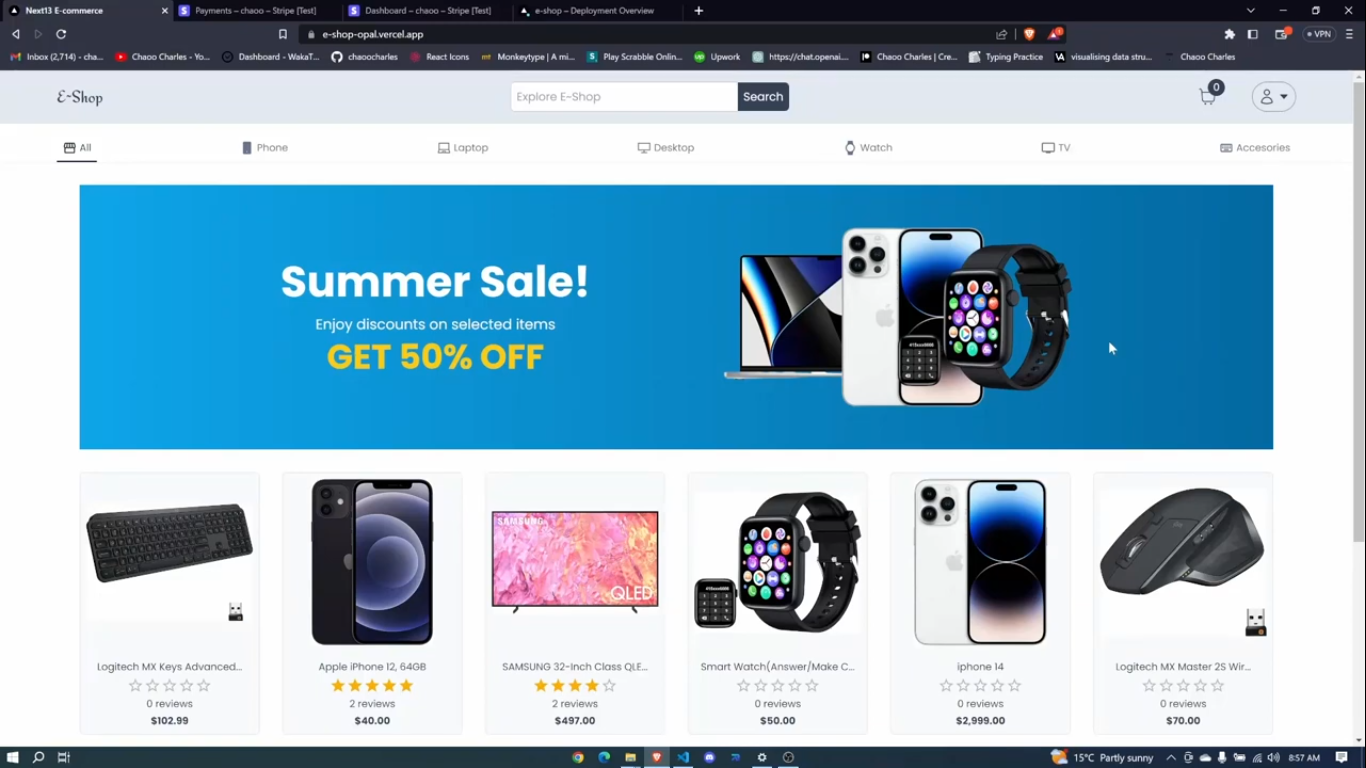 Next13 E-commerce
Payments – chaoo – Stripe [Test]
Dashboard – chaoo – Stripe [Test]
e-shop – Deployment Overview
e-shop-opal.vercel.app
VPN
Inbox (2,714) - cha...
Chaoo Charles - Yo...
Dashboard - WakaT...
chaoocharles
React Icons
Monkeytype | A mi...
Play Scrabble Onlin...
Upwork
https://chat.openai....
Chaoo Charles | Cre...
Typing Practice
visualising data stru...
Chaoo Charles
E-Shop
Explore E-Shop
Search
0
All
Phone
Laptop
Desktop
Watch
TV
Accesories
Summer Sale!
Enjoy discounts on selected items
GET 50% OFF
SAMSUNG
QLED
Logitech MX Keys Advanced...
0 reviews
$102.99
Apple iPhone 12, 64GB
2 reviews
$40.00
SAMSUNG 32-Inch Class QLE...
2 reviews
$497.00
Smart Watch(Answer/Make C...
0 reviews
$50.00
iphone 14
0 reviews
$2,999.00
Logitech MX Master 2S Wir...
0 reviews
$70.00
15°C Partly sunny
8:57 AM